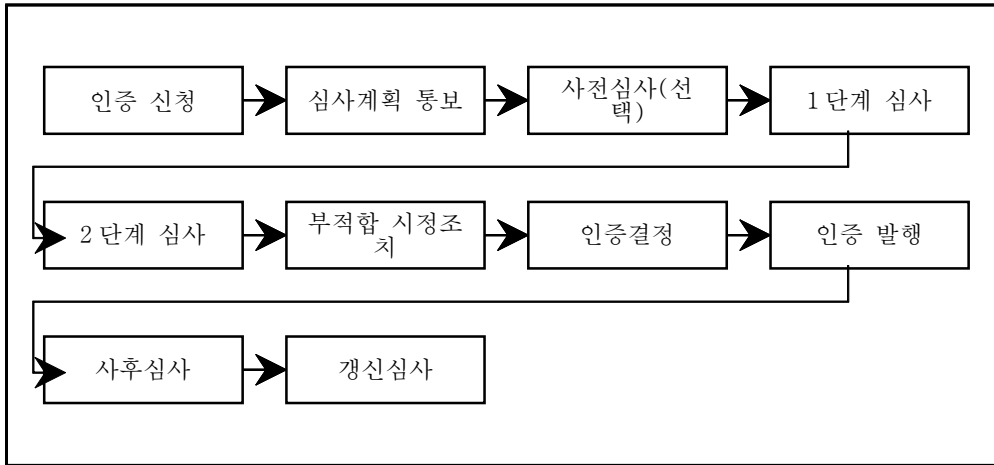 인증 신청
심사계획 통보
사전심사(선
택)
1단계 심사
2단계 심사
부적합 시정조
치
인증결정
인증 발행
사후심사
갱신심사